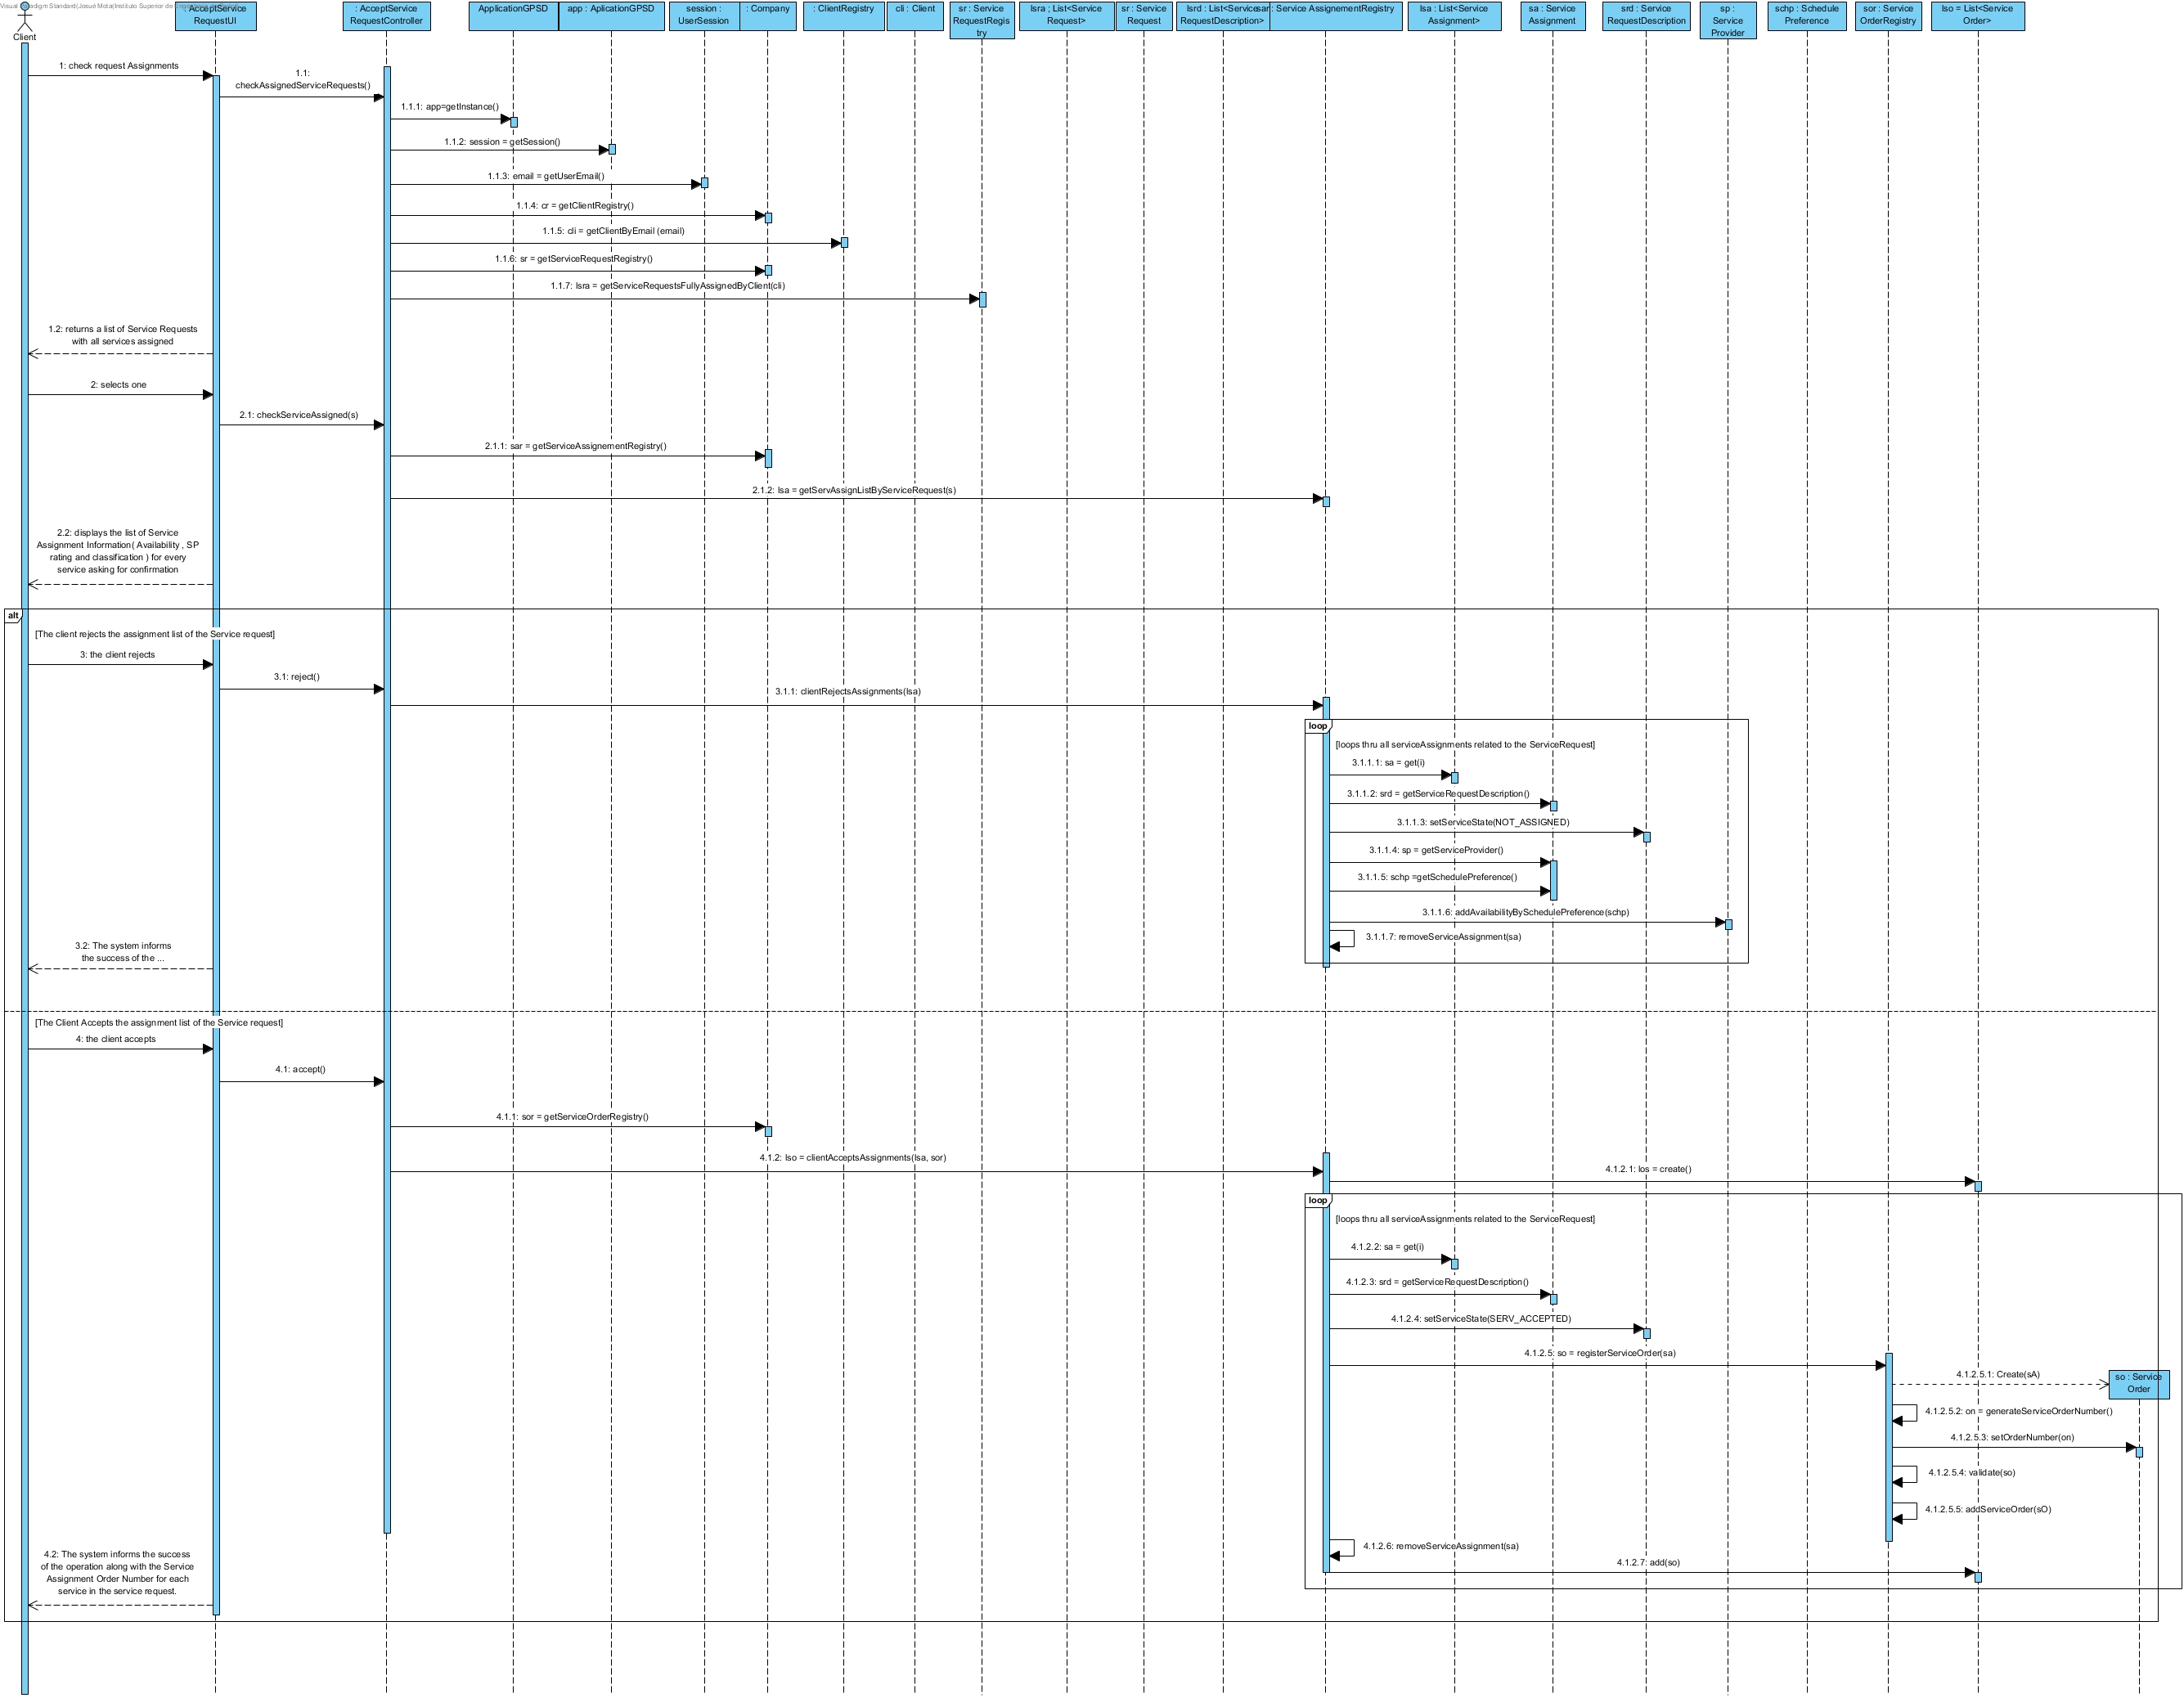 Visual Paradigm Standard(Josué Mota(Instituto Superior de
Client
: AcceptService
RequestUI
: AcceptService
RequestController
ApplicationGPSD
app : AplicationGPSD
session :
UserSession
: Company
: ClientRegistry
cli : Client
sr : Service
RequestRegis
try
lsra ; List<Service
Request>
sr : Service
Request
lsrd : List<Service
RequestDescription>
sar : Service AssignementRegistry
lsa : List<Service
Assignment>
sa : Service
Assignment
srd : Service
RequestDescription
sp :
Service
Provider
schp : Schedule
Preference
sor : Service
OrderRegistry
lso = List<Service
Order>
1: check request Assignments
1.1:
checkAssignedServiceRequests()
1.1.1: app=getInstance()
1.1.2: session = getSession()
1.1.3: email = getUserEmail()
1.1.4: cr = getClientRegistry()
1.1.5: cli = getClientByEmail (email)
1.1.6: sr = getServiceRequestRegistry()
1.1.7: lsra = getServiceRequestsFullyAssignedByClient(cli)
1.2: returns a list of Service Requests
with all services assigned
2: selects one
2.1: checkServiceAssigned(s)
2.1.1: sar = getServiceAssignementRegistry()
2.1.2: lsa = getServAssignListByServiceRequest(s)
2.2: displays the list of Service
Assignment Information( Availability , SP
rating and classification ) for every
service asking for confirmation
alt
[The client rejects the assignment list of the Service request]
3: the client rejects
3.1: reject()
3.1.1: clientRejectsAssignments(lsa)
loop
[loops thru all serviceAssignments related to the ServiceRequest]
3.1.1.1: sa = get(i)
3.1.1.2: srd = getServiceRequestDescription()
3.1.1.3: setServiceState(NOT_ASSIGNED)
3.1.1.4: sp = getServiceProvider()
3.1.1.5: schp =getSchedulePreference()
3.1.1.6: addAvailabilityBySchedulePreference(schp)
3.1.1.7: removeServiceAssignment(sa)
3.2: The system informs
the success of the ...
[The Client Accepts the assignment list of the Service request]
4: the client accepts
4.1: accept()
4.1.1: sor = getServiceOrderRegistry()
4.1.2: lso = clientAcceptsAssignments(lsa, sor)
4.1.2.1: los = create()
loop
[loops thru all serviceAssignments related to the ServiceRequest]
4.1.2.2: sa = get(i)
4.1.2.3: srd = getServiceRequestDescription()
4.1.2.4: setServiceState(SERV_ACCEPTED)
4.1.2.5: so = registerServiceOrder(sa)
4.1.2.5.1: Create(sA)
so : Service
Order
4.1.2.5.2: on = generateServiceOrderNumber()
4.1.2.5.3: setOrderNumber(on)
4.1.2.5.4: validate(so)
4.1.2.5.5: addServiceOrder(sO)
4.1.2.6: removeServiceAssignment(sa)
4.1.2.7: add(so)
4.2: The system informs the success
of the operation along with the Service
Assignment Order Number for each
service in the service request.